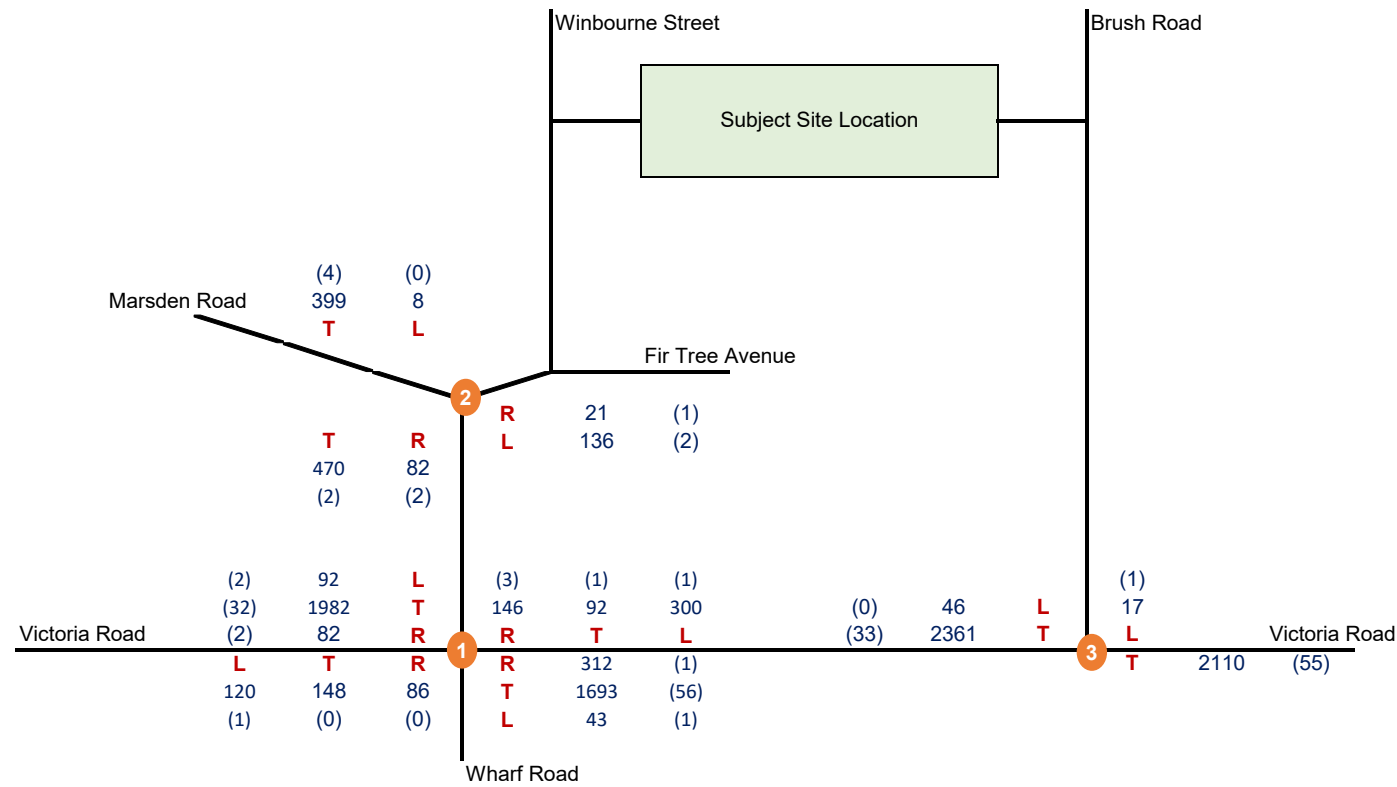 Winbourne Street Brush Road
Subject Site Location
(4) (0)
Marsden Road 399 8
T L
Fir Tree Avenue
2
R 21 (1)
T R L 136 (2)
470 82
(2) (2)
(2) 92 L (3) (1) (1) (1)
(32) 1982 T 146 92 300 (0) 46 L 17
Victoria Road (2) 82 R R T L (33) 2361 T L Victoria Road
1 3
L T R R 312 (1) T 2110 (55)
120 148 86 T 1693 (56)
(1) (0) (0) L 43 (1)
Wharf Road